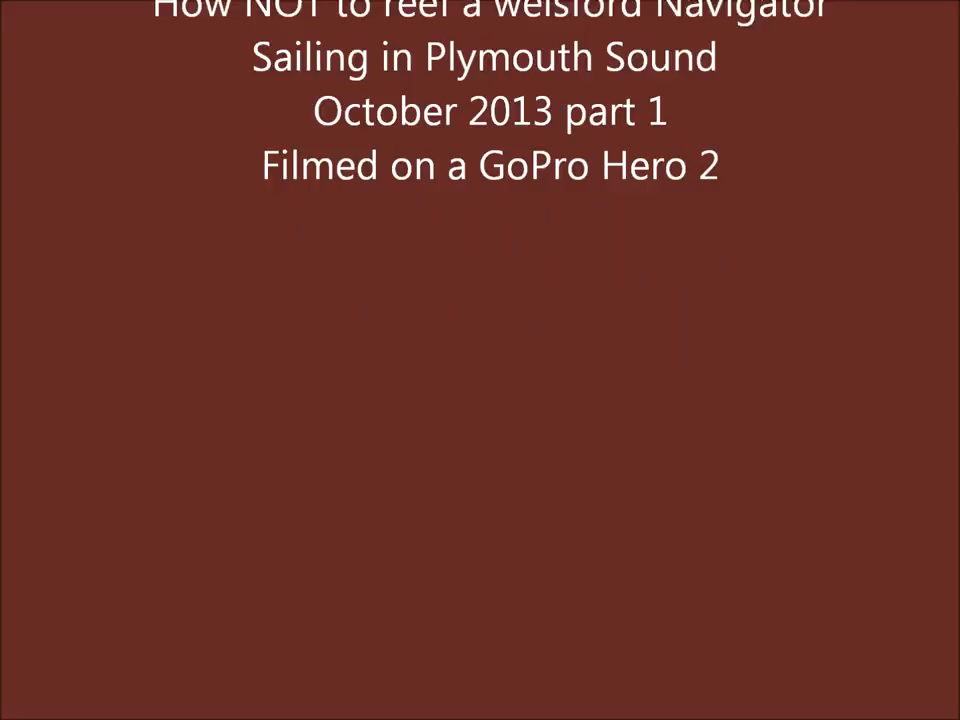 How NOT to reef a welsford Navigator
Sailing in Plymouth Sound
October 2013 part 1
Filmed on a GoPro Hero 2